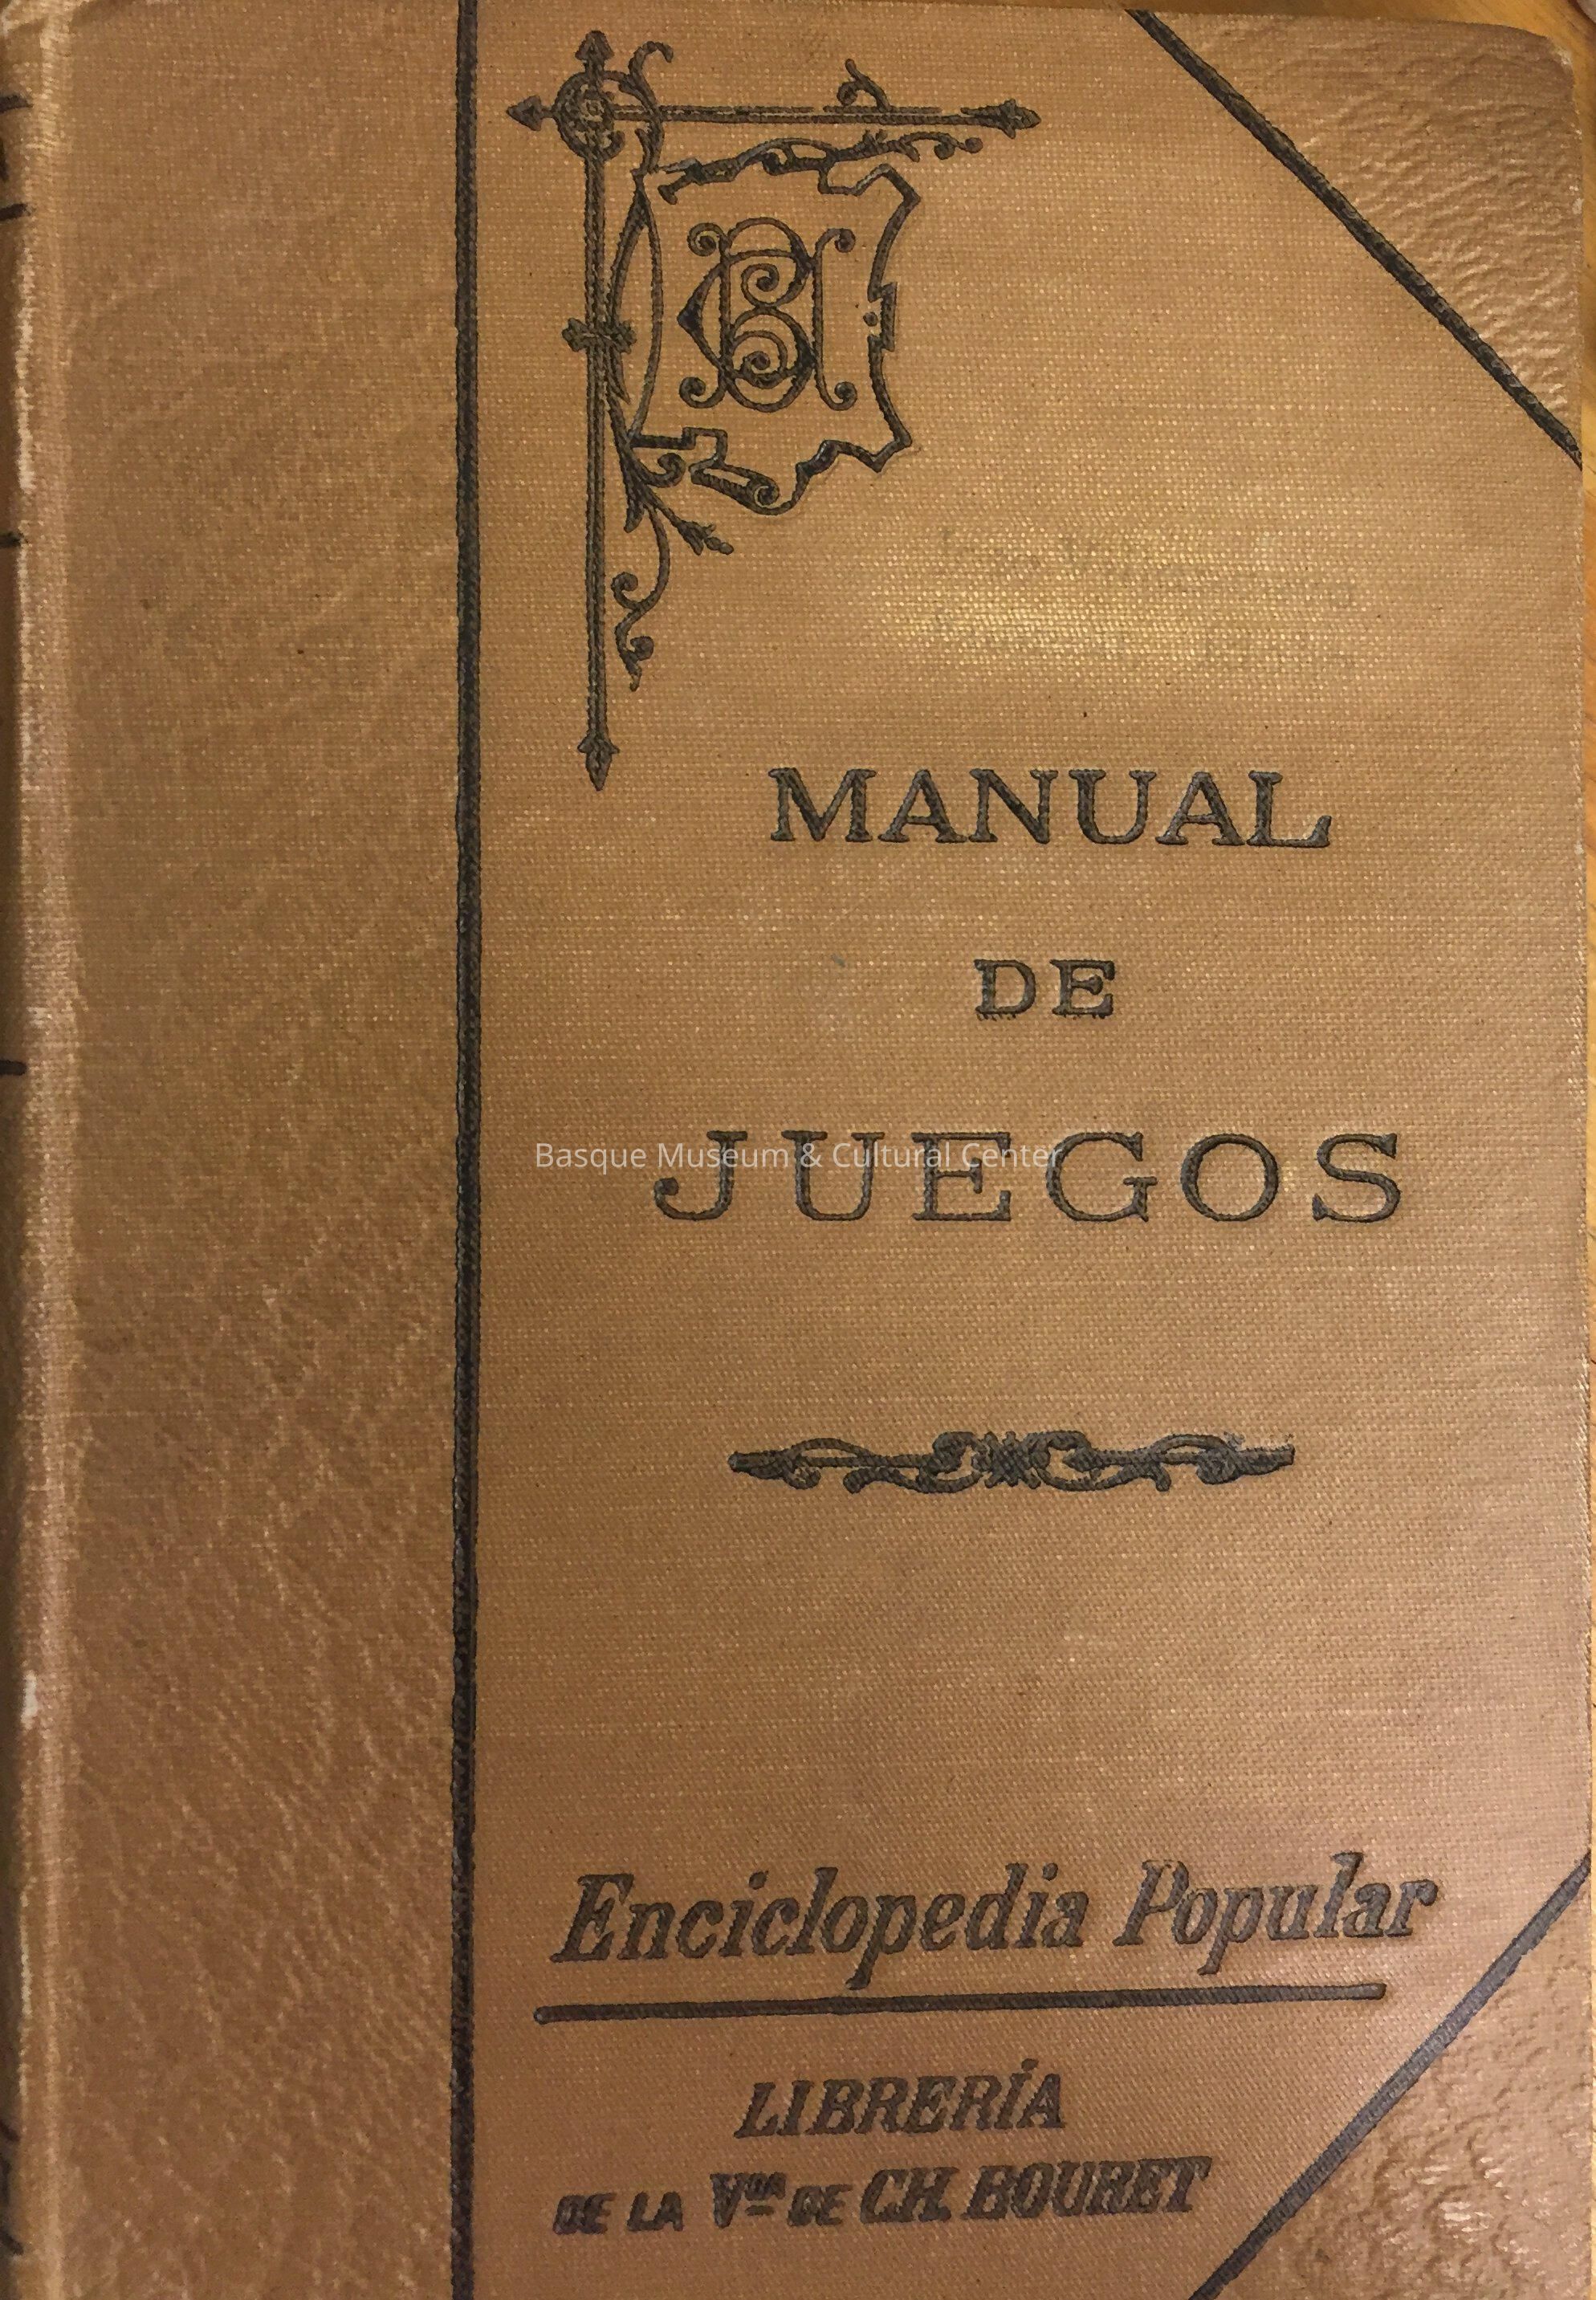 MANUAL
DE
JUEGOS
Basque Museum & Cultural Center
Enciclopedia Popular
LIBRERÍA
DE LA Vda DE CH. BOURET